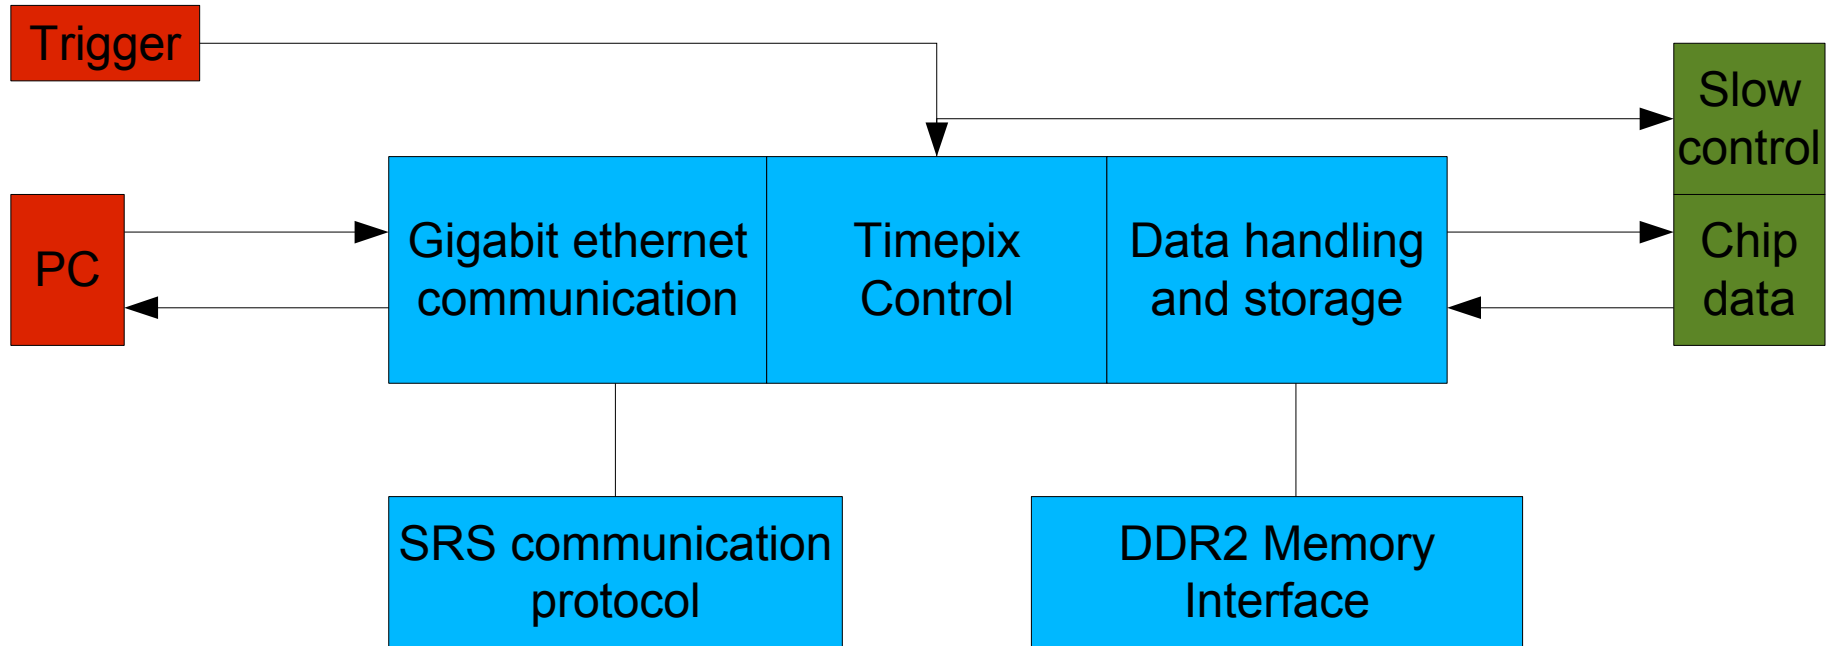 Trigger
Slow
control
PC
Gigabit ethernet
communication
Timepix
Control
Data handling
and storage
Chip
data
SRS communication
protocol
DDR2 Memory
Interface